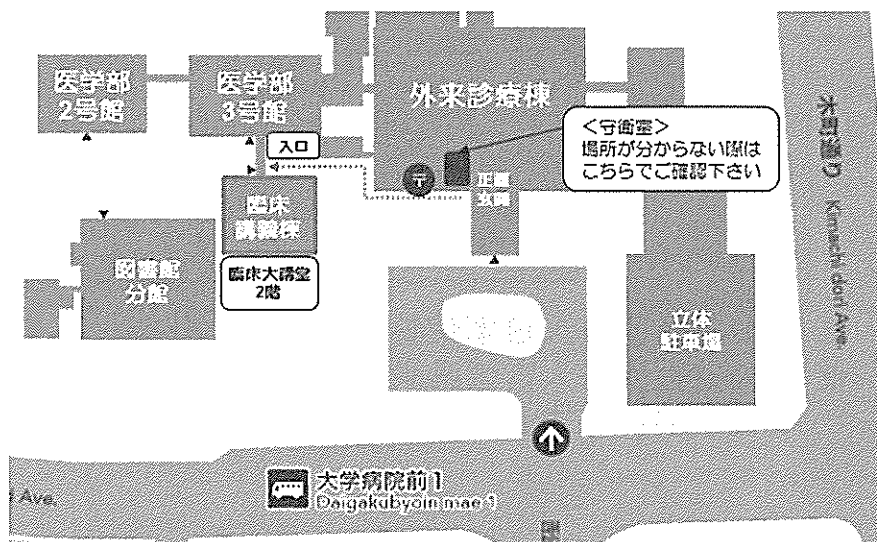 医学部
2号館
医学部
3号館
外来診療棟
木町通り Kimachi dori Ave.
入口
<守衛室>
場所が分からない際は
こちらでご確認下さい
〒
正面
玄関
臨床
講義棟
臨床大講堂
2階
図書館
分館
立体
駐車場
大学病院前1
Daigakubyoin mae 1
Ave.